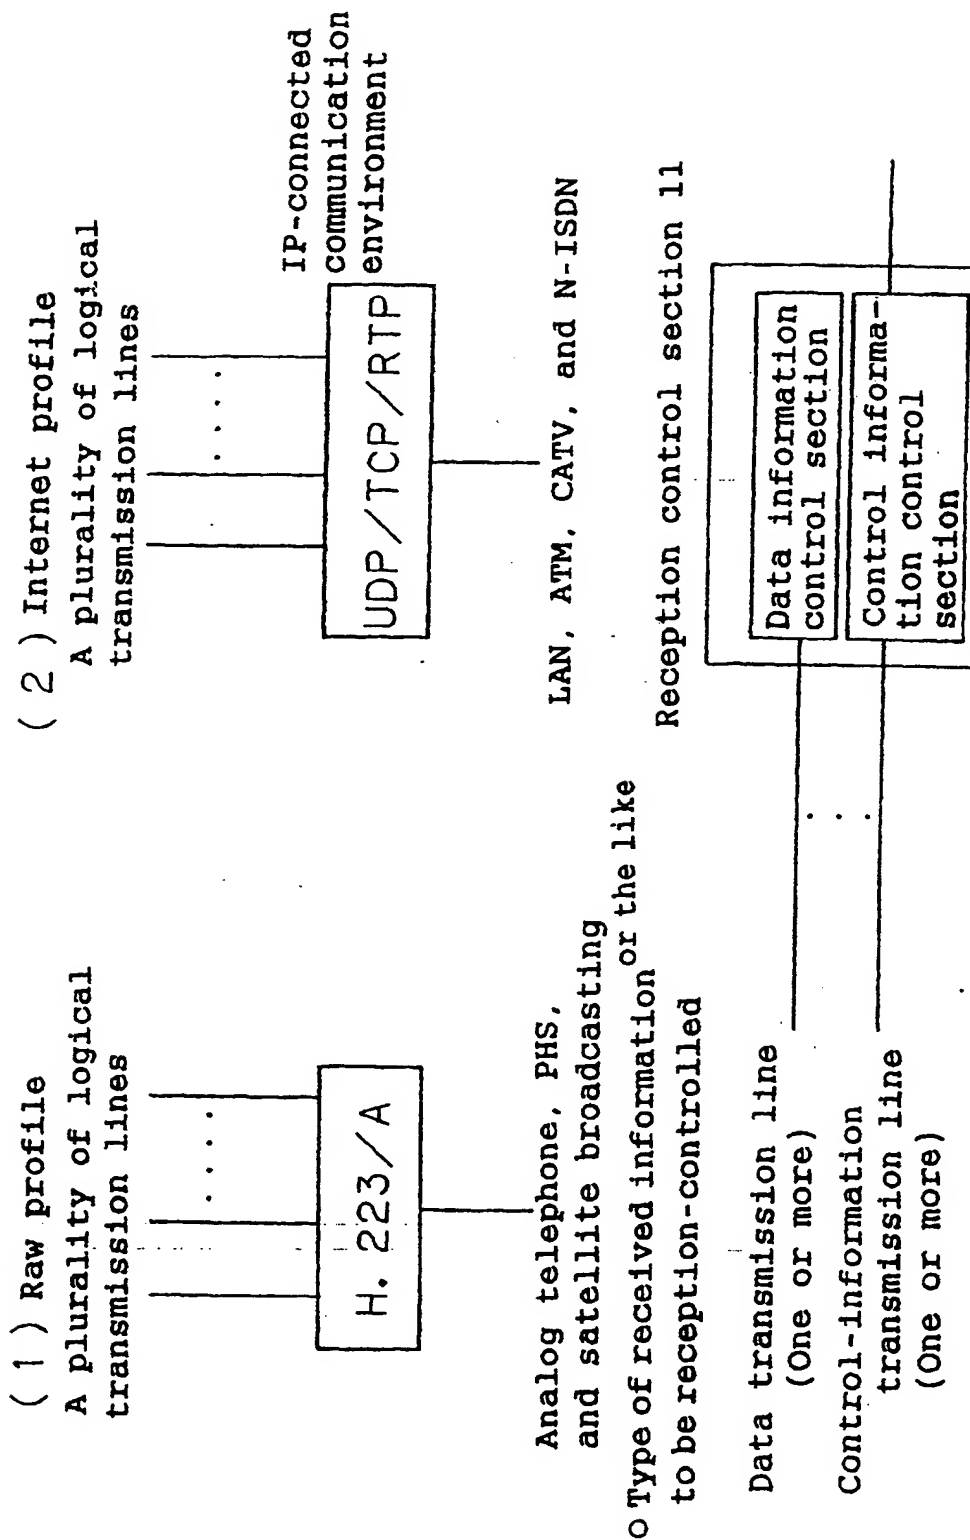 ( 1 ) Raw profile
A plurality of logical
transmission lines
H. 223/A
Analog telephone, PHS,
and satellite broadcasting
or the like
( 2 ) Internet profile
A plurality of logical
transmission lines
UDP/TCP/RTP
IP-connected
communication
environment
LAN, ATM, CATV, and N-ISDN
o Type of received information
to be reception-controlled
Reception control section 11
Data transmission line
(One or more)
Control-information
transmission line
(One or more)
Data information
control section
Control informa-
tion control
section